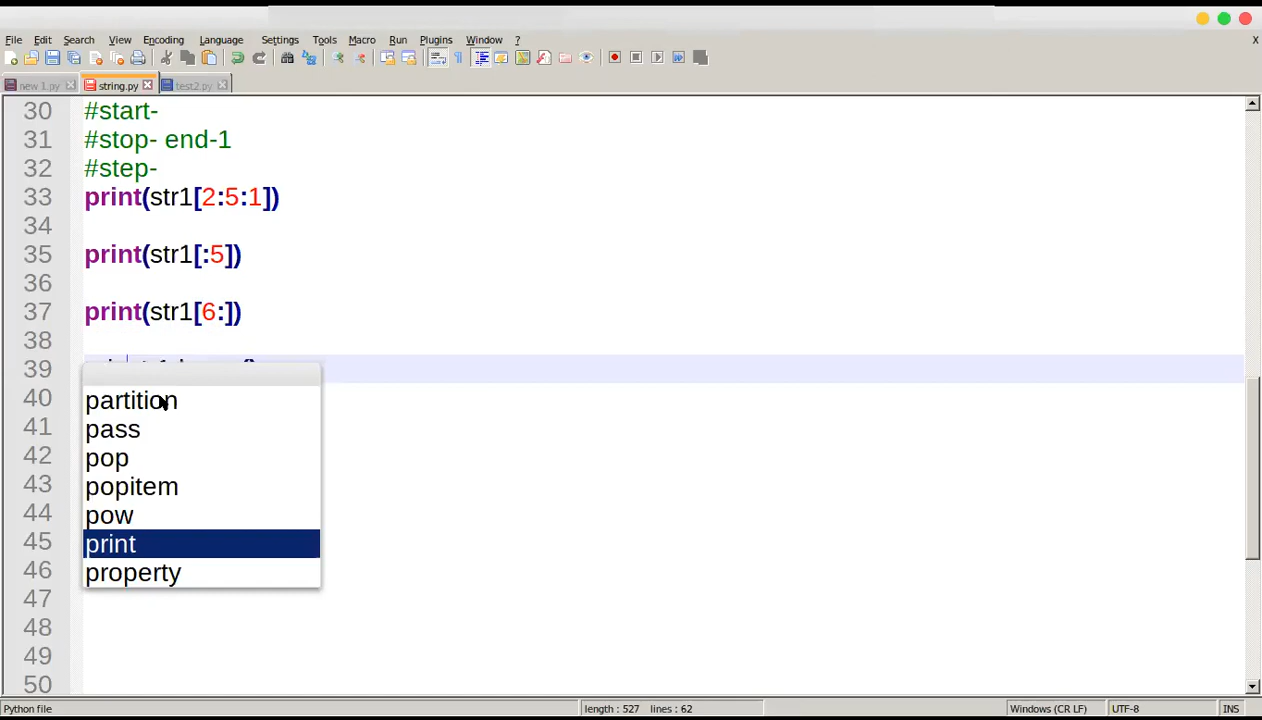 File Edit Search View Encoding Language Settings Tools Macro Run Plugins Window ? X
new 1.py string.py test2.py
30 #start-
31 #stop- end-1
32 #step-
33 print(str1[2:5:1])
34
35 print(str1[:5])
36
37 print(str1[6:])
38
39
40 partition
41 pass
42 pop
43 popitem
44 pow
45 print
46 property
47
48
49
50
Python file length : 527 lines : 62 Windows (CR LF) UTF-8 INS